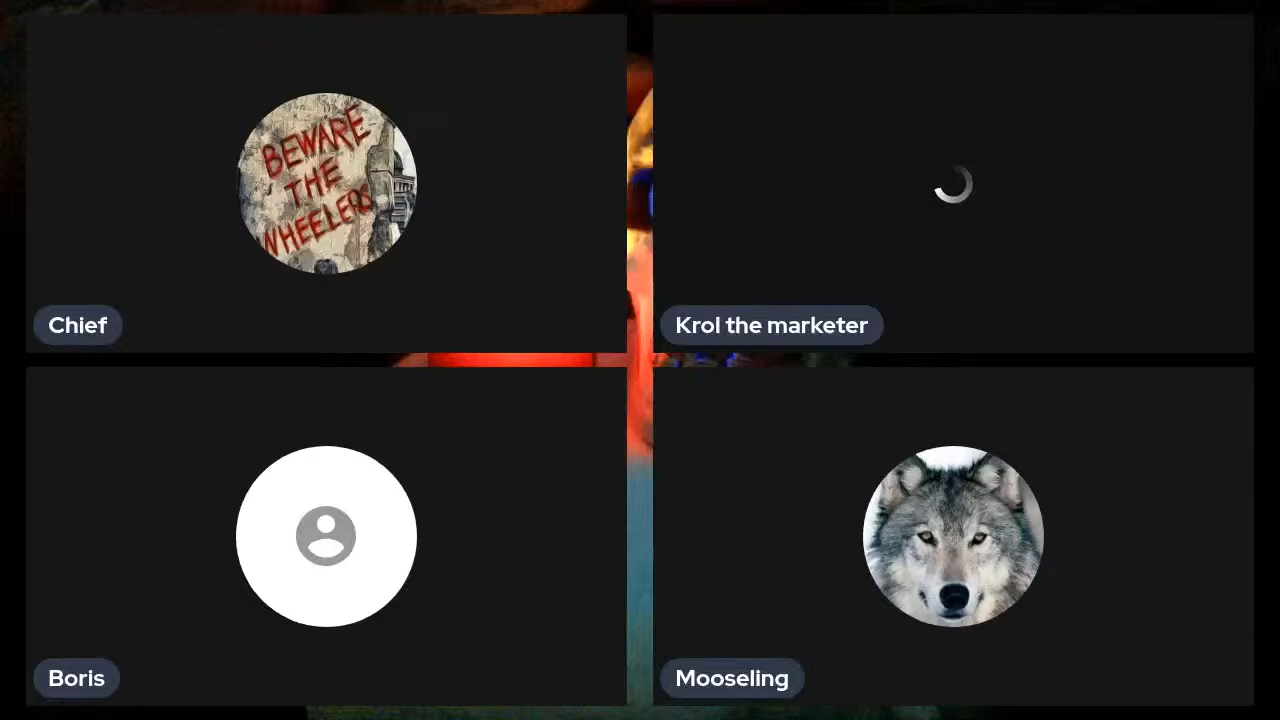 BEWARE
THE
WHEELERS
Chief
Krol the marketer
Boris
Mooseling